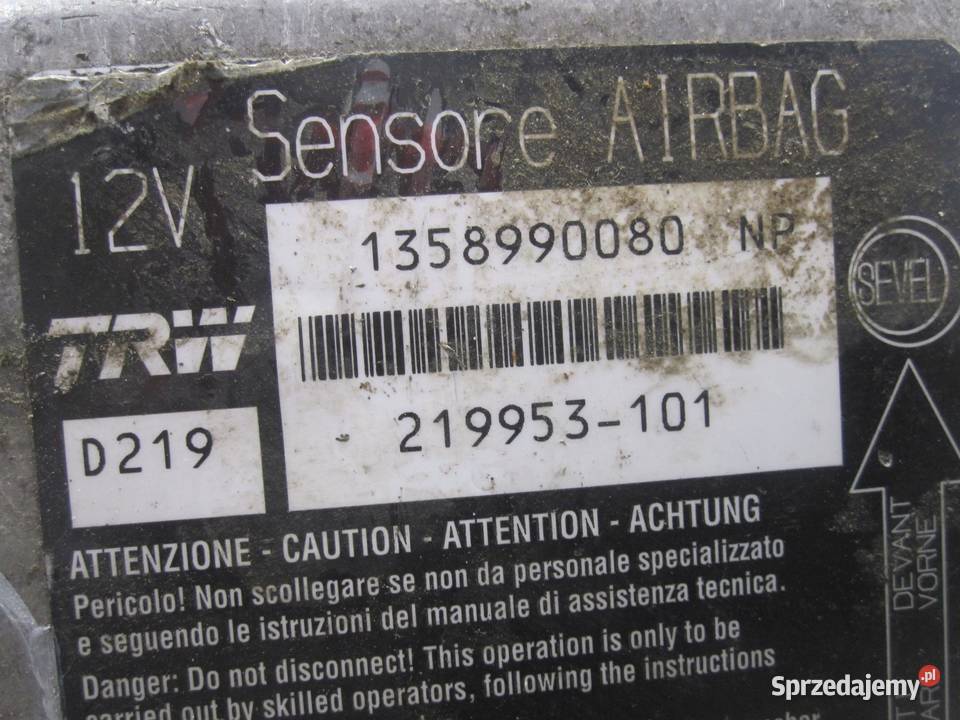 Sensore AIRBAG
12V
1358990080 NP
SEVEL
TRW
219953-101
D219
ATTENZIONE - CAUTION - ATTENTION - ACHTUNG
Pericolo! Non scollegare se non da personale specializzato
e seguendo le istruzioni del manuale di assistenza tecnica.
Danger: Do not disconnect! This operation is only to be
carried out by skilled operators, following the instructions
DEVANT
VORNE
Sprzedajemy.pl